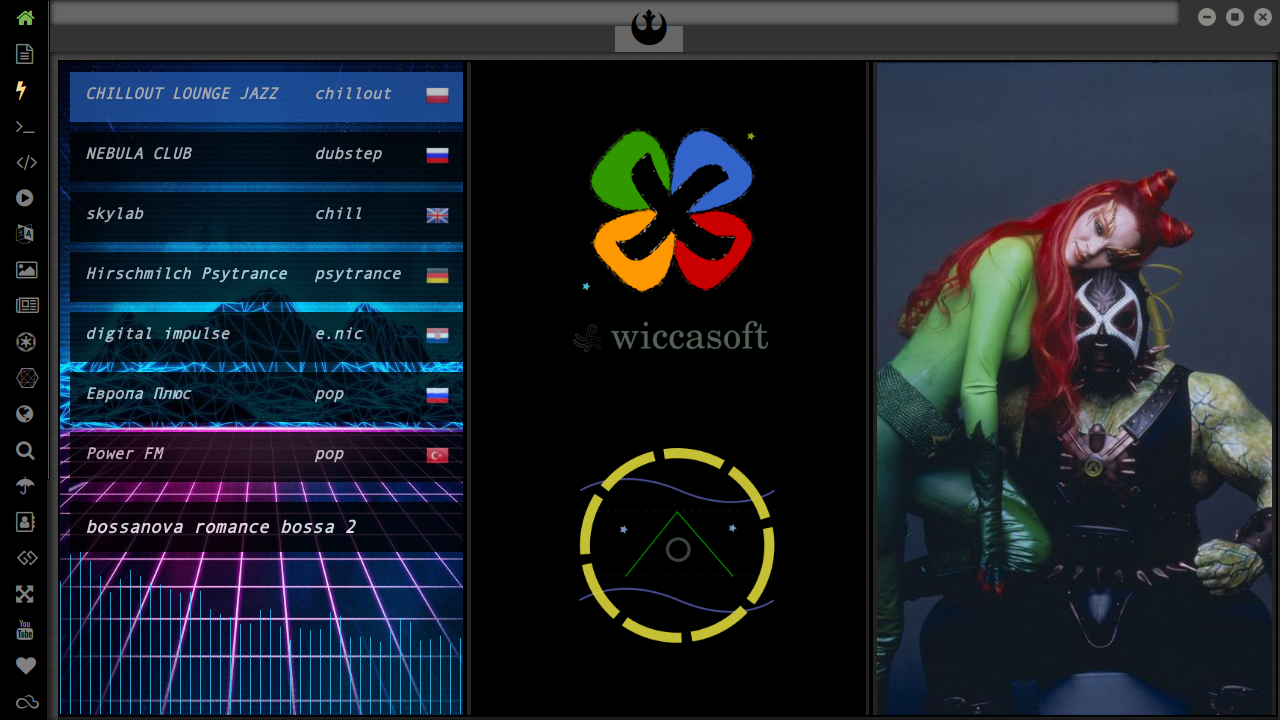 CHILLOUT LOUNGE JAZZ chillout
NEBULA CLUB dubstep
skylab chill
Hirschmilch Psytrance psytrance
digital impulse e.nic
Европа Плюс pop
Power FM pop
bossanova romance bossa 2
wiccasoft
You
Tube